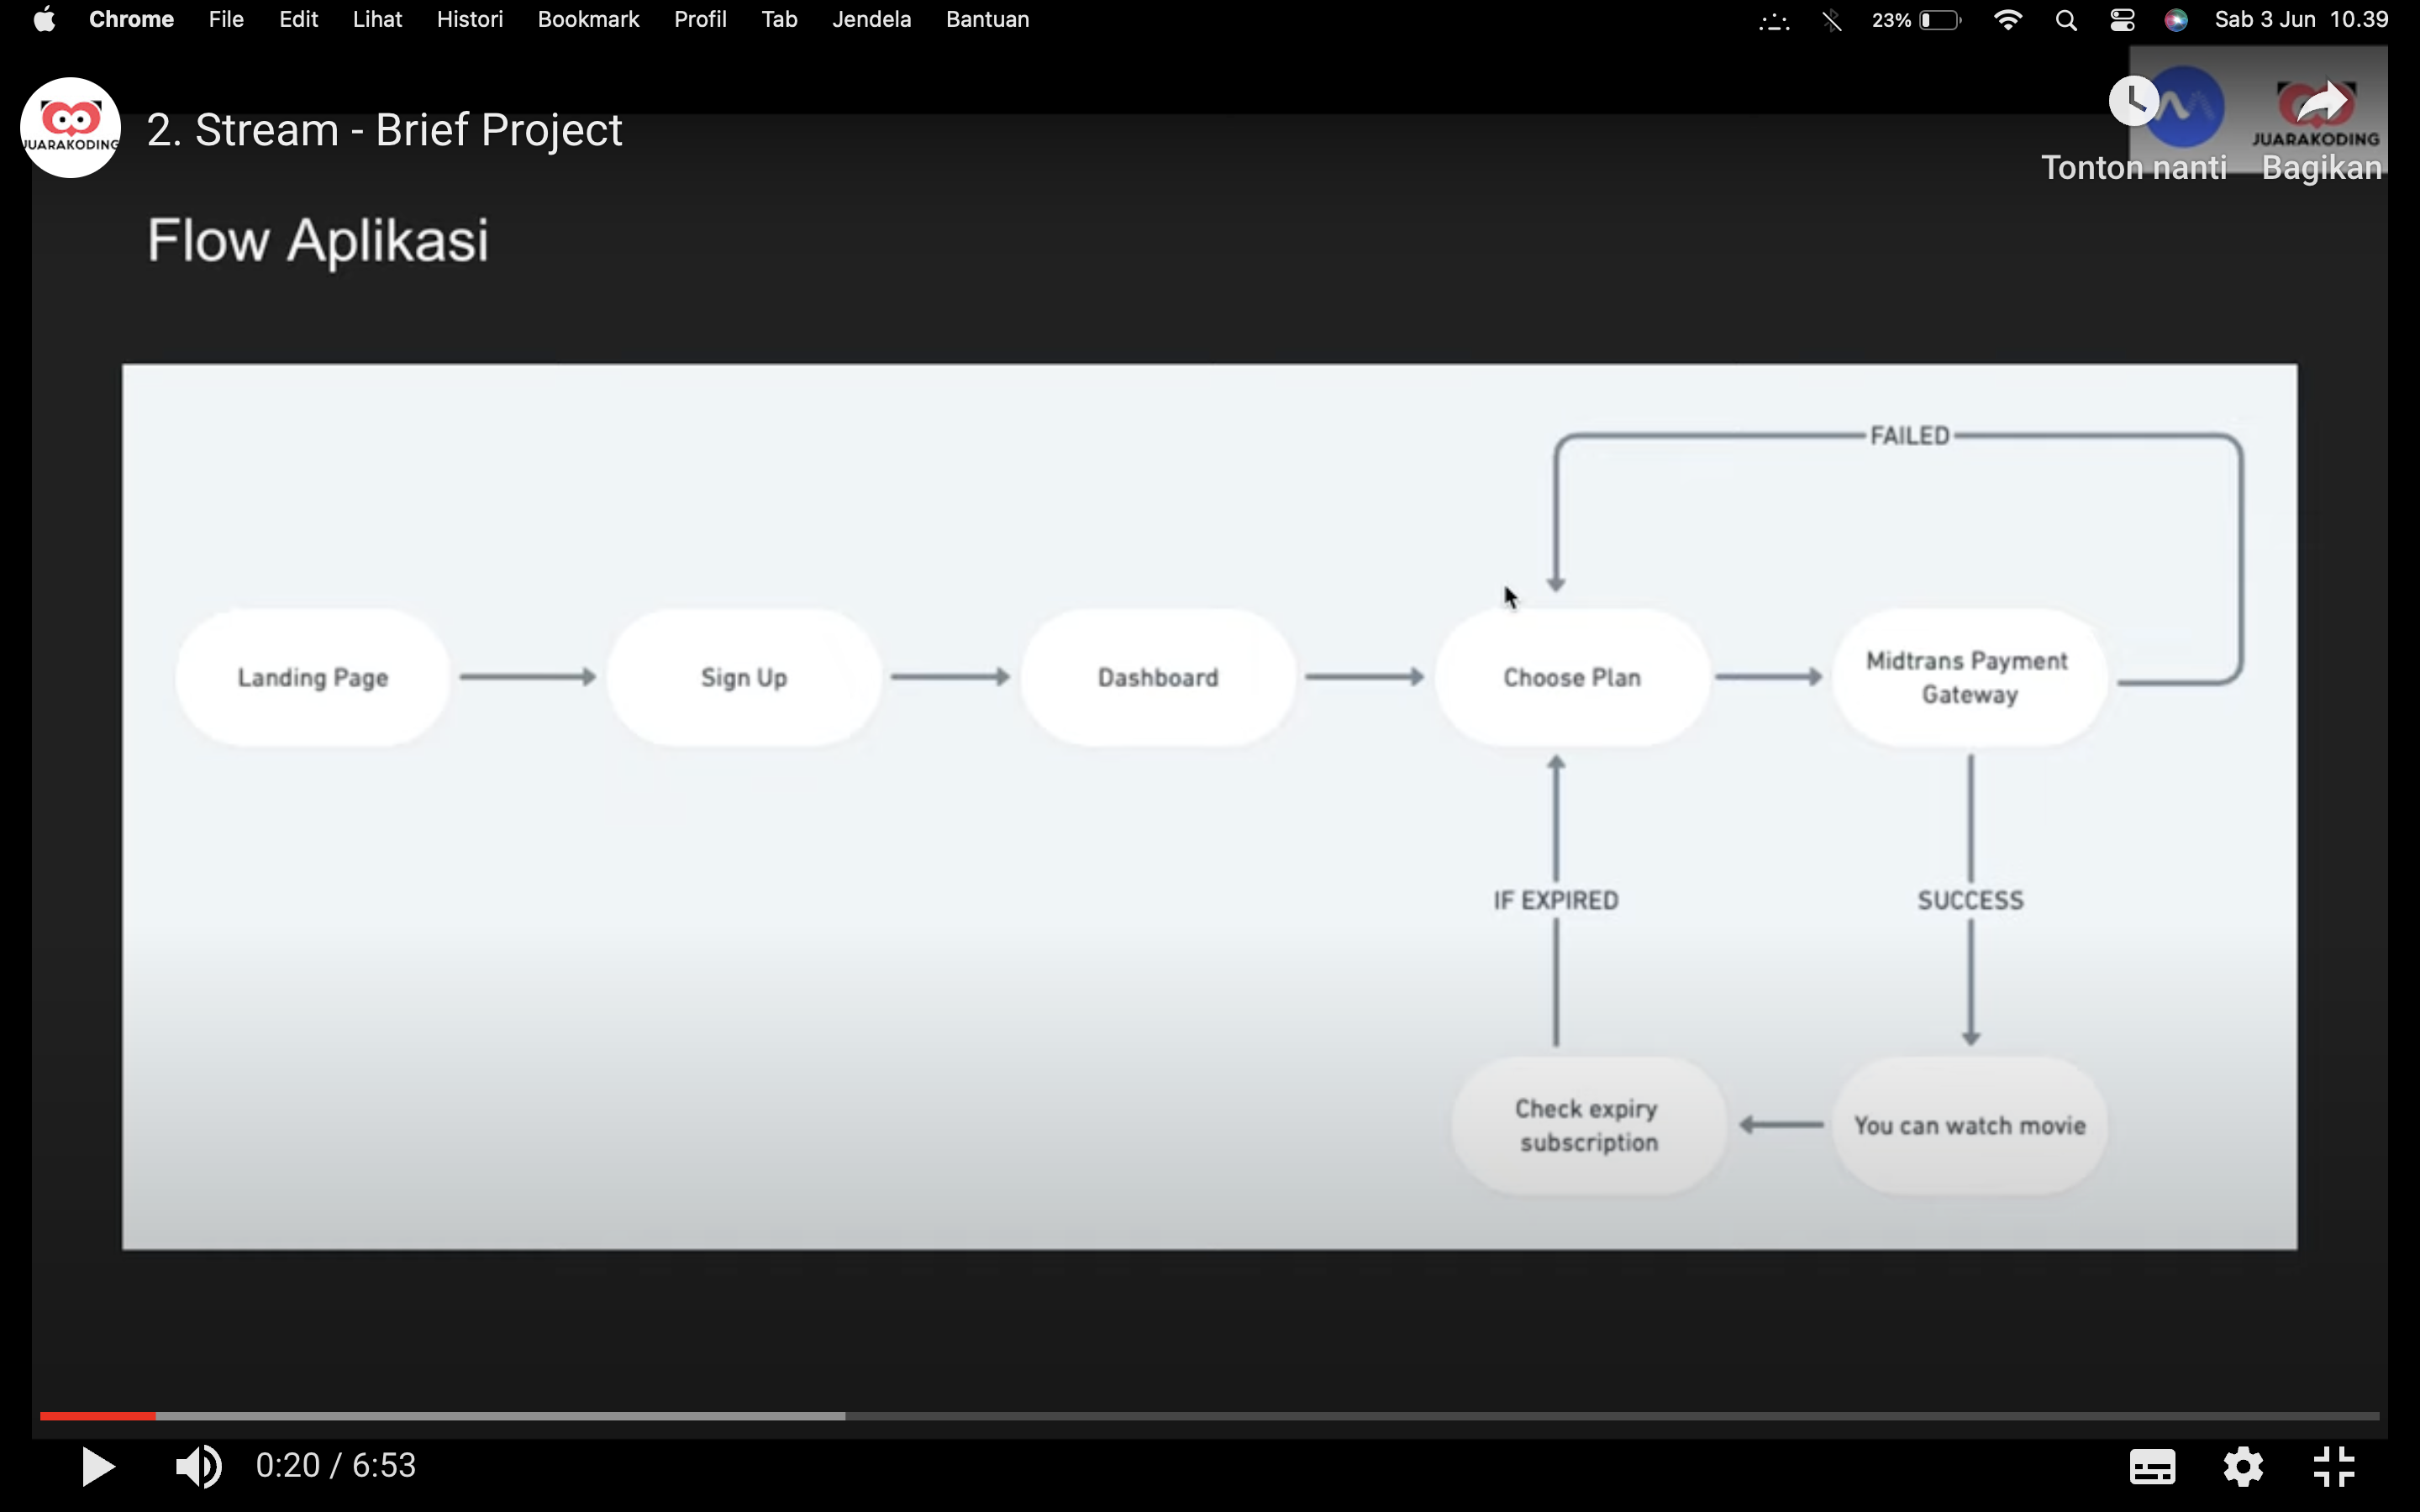 Chrome File Edit Lihat Histori Bookmark Profil Tab Jendela Bantuan 23% Sab 3 Jun 10.39
JUARAKODING
2. Stream - Brief Project
JUARAKODING
Tonton nanti Bagikan
Flow Aplikasi
FAILED
Landing Page
Sign Up
Dashboard
Choose Plan
Midtrans Payment
Gateway
IF EXPIRED
SUCCESS
Check expiry
subscription
You can watch movie
0:20 / 6:53